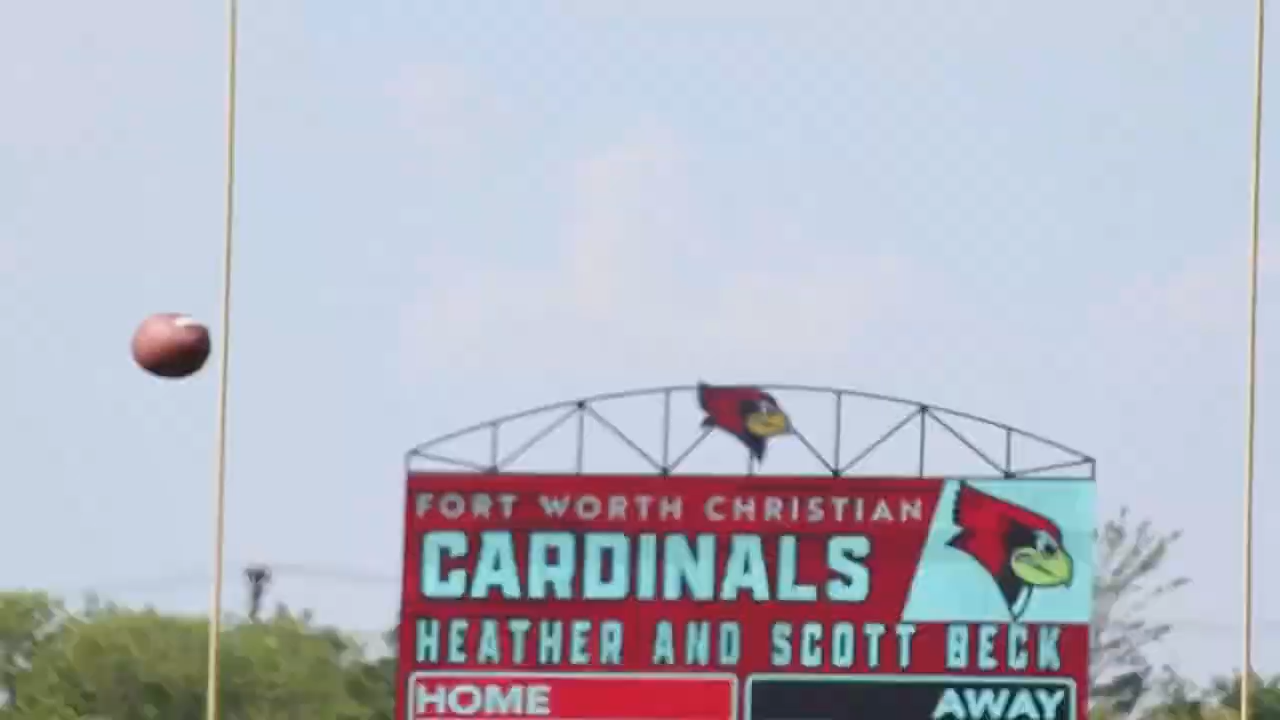 FORT WORTH CHRISTIAN
CARDINALS
HEATHER AND SCOTT BECK
HOME AWAY